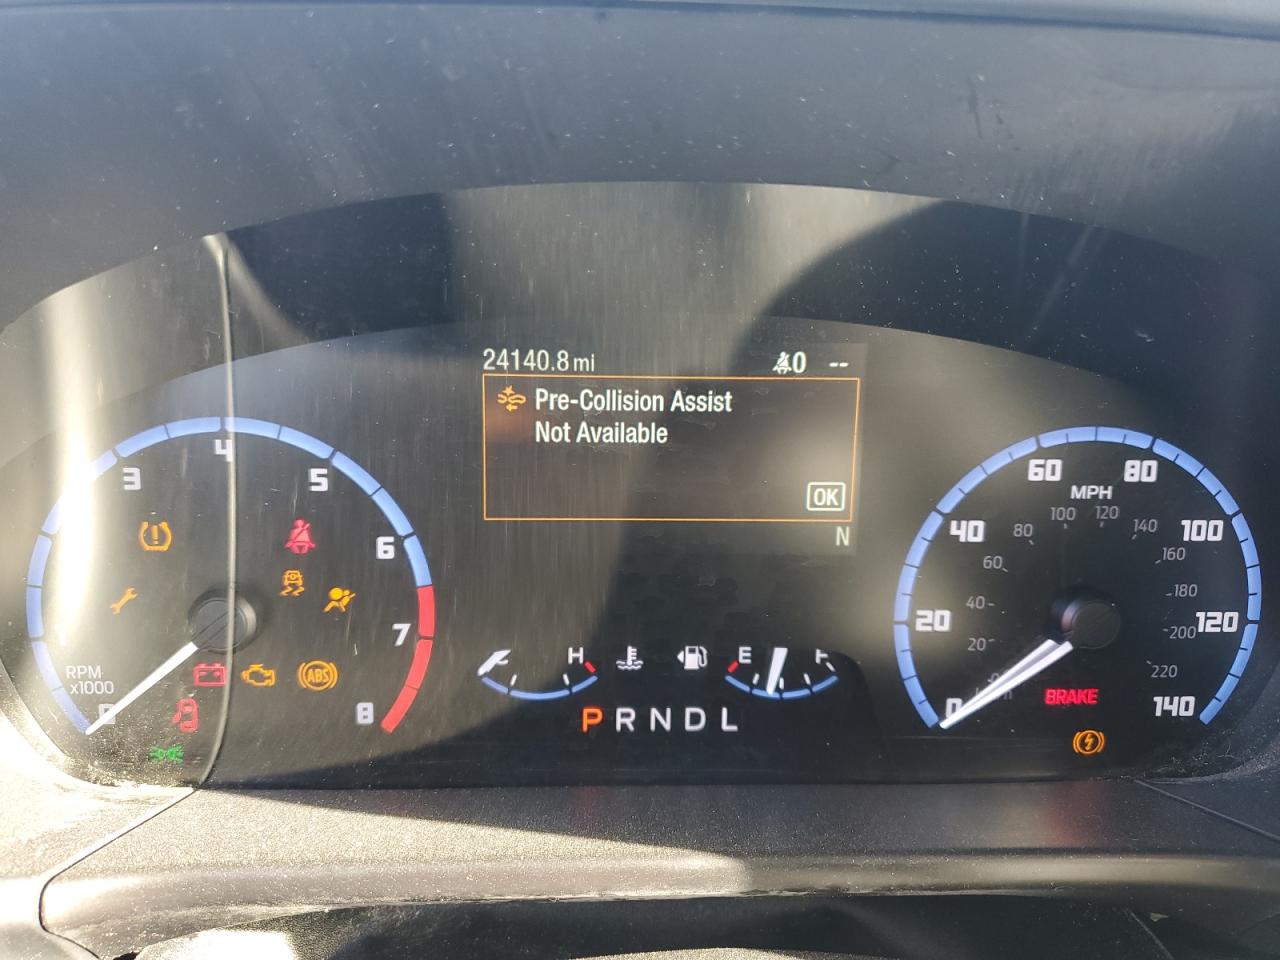 24140.8 mi
0 --
Pre-Collision Assist
Not Available
OK
N
3
4
5
6
7
8
RPM
x1000
ABS
H
E
F
P R N D L
0
20
40
60
80
100
120
140
MPH
20
40
60
80
100
120
140
160
180
200
220
BRAKE